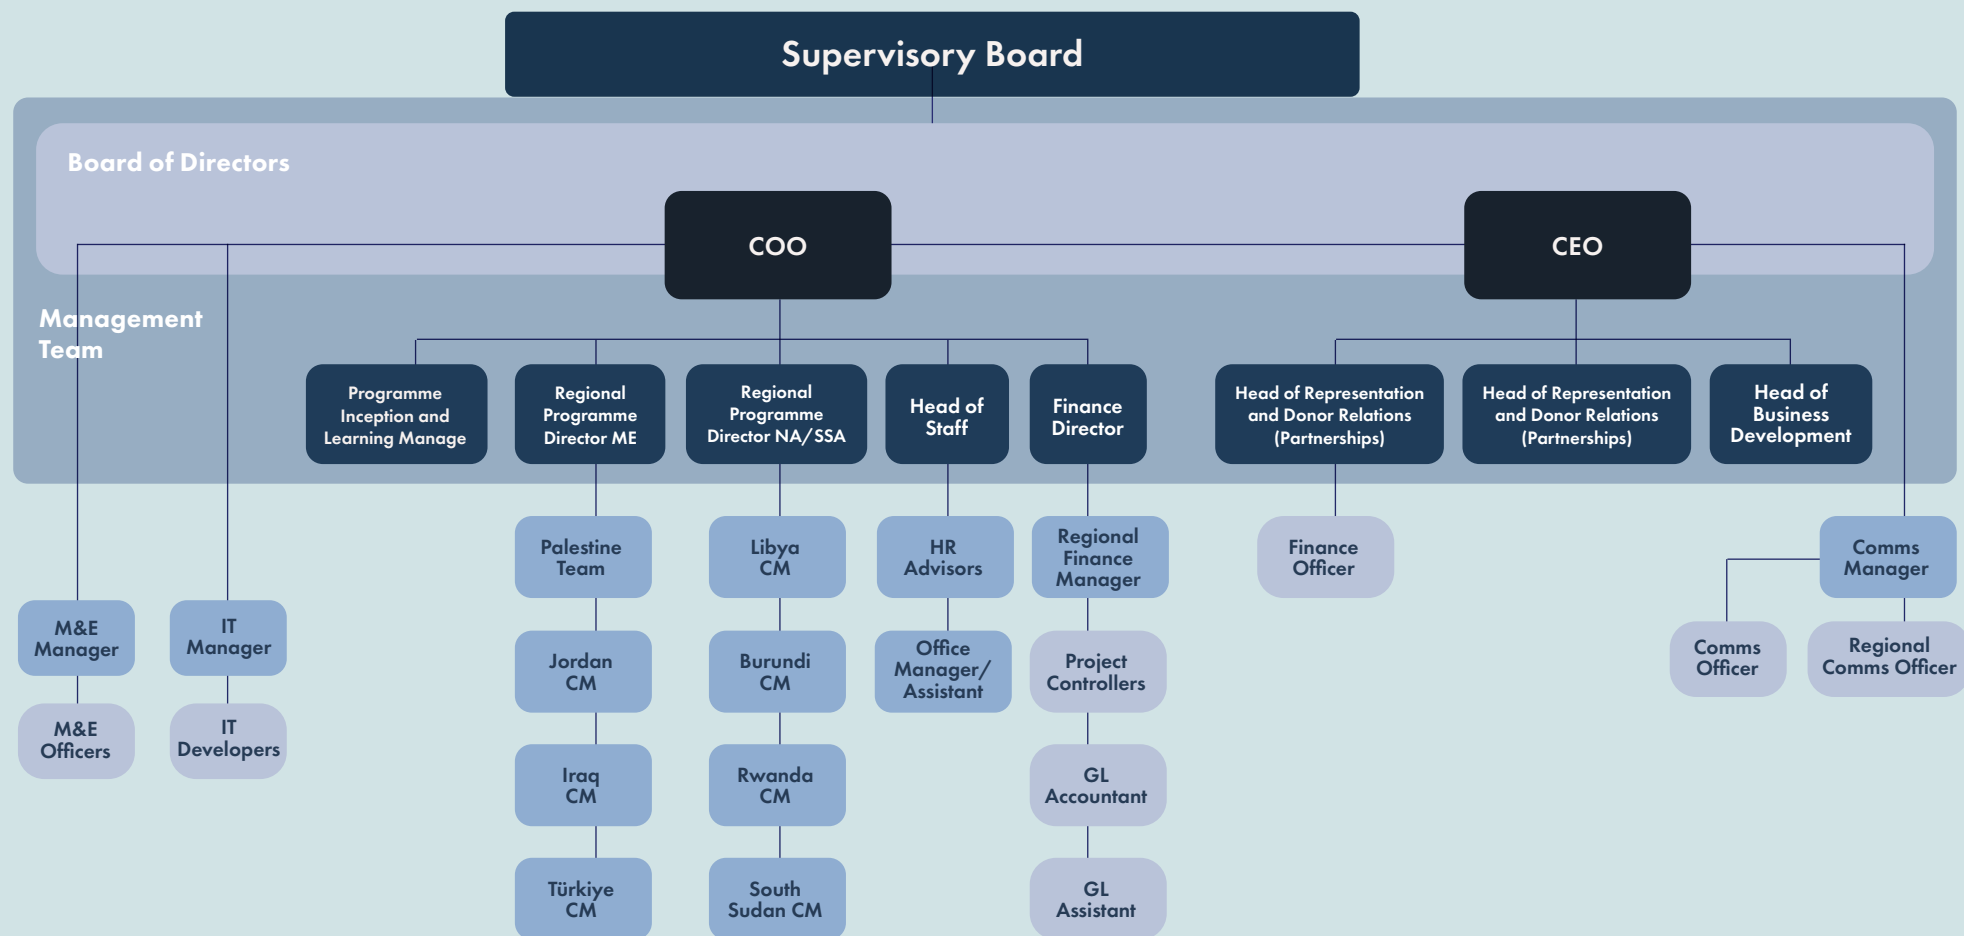 Supervisory Board
Board of Directors
COO
CEO
Management
Team
Programme
Inception and
Learning Manage
Regional
Programme
Director ME
Regional
Programme
Director NA/SSA
Head of
Staff
Finance
Director
Head of Representation
and Donor Relations
(Partnerships)
Head of Representation
and Donor Relations
(Partnerships)
Head of
Business
Development
Palestine
Team
Libya
CM
HR
Advisors
Regional
Finance
Manager
Finance
Officer
Comms
Manager
M&E
Manager
IT
Manager
Jordan
CM
Burundi
CM
Office
Manager/
Assistant
Project
Controllers
Comms
Officer
Regional
Comms Officer
M&E
Officers
IT
Developers
Iraq
CM
Rwanda
CM
GL
Accountant
Türkiye
CM
South
Sudan CM
GL
Assistant